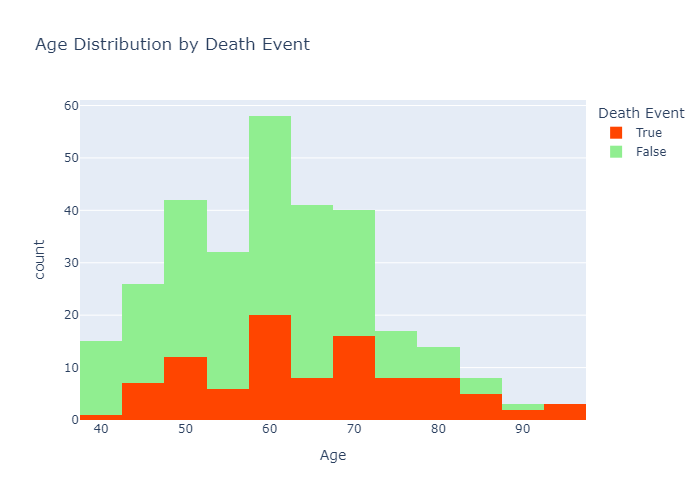 Age Distribution by Death Event
Death Event
True
False
count
60
50
40
30
20
10
0
40 50 60 70 80 90
Age